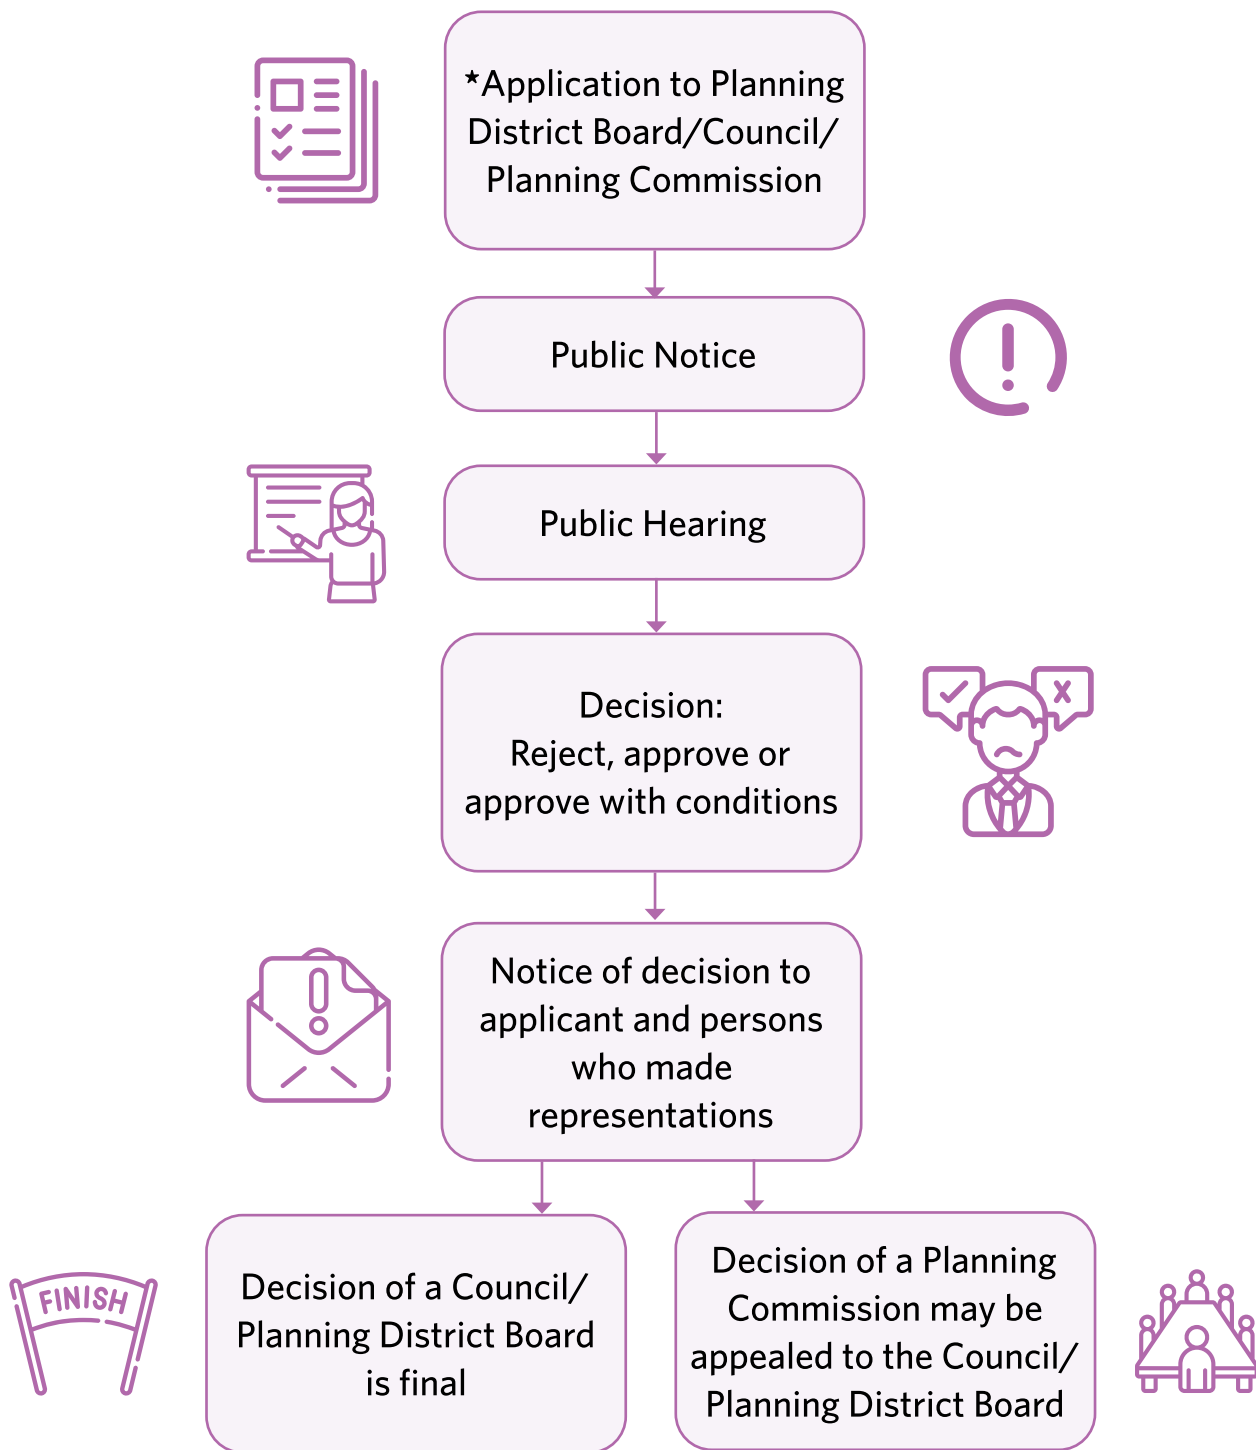 *Application to Planning
District Board/Council/
Planning Commission
Public Notice
Public Hearing
Decision:
Reject, approve or
approve with conditions
Notice of decision to
applicant and persons
who made
representations
Decision of a Council/
Planning District Board
is final
Decision of a Planning
Commission may be
appealed to the Council/
Planning District Board
FINISH